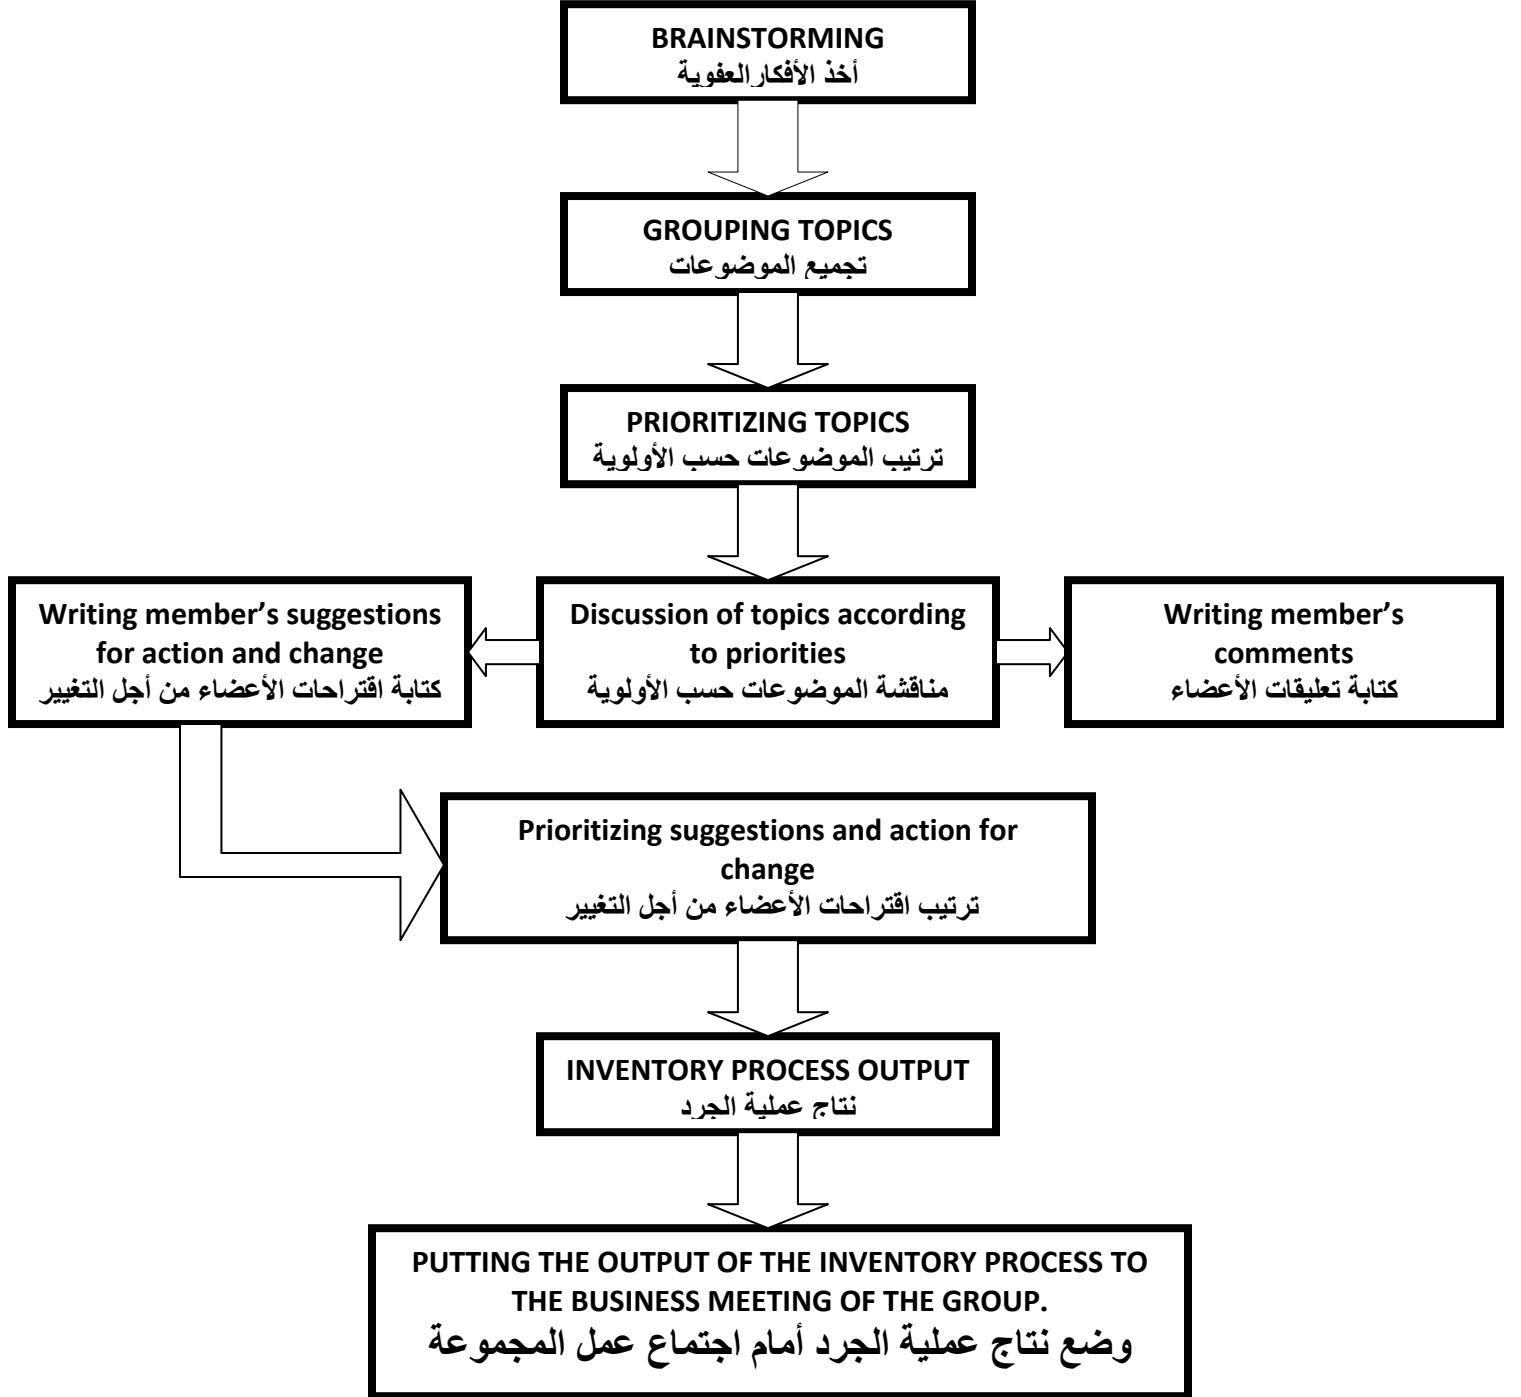 BRAINSTORMING
أخذ الأفكارالعفوية
GROUPING TOPICS
تجميع الموضوعات
PRIORITIZING TOPICS
ترتيب الموضوعات حسب الأولوية
Writing member’s suggestions
for action and change
كتابة اقتراحات الأعضاء من أجل التغيير
Discussion of topics according
to priorities
مناقشة الموضوعات حسب الأولوية
Writing member’s
comments
كتابة تعليقات الأعضاء
Prioritizing suggestions and action for
change
ترتيب اقتراحات الأعضاء من أجل التغيير
INVENTORY PROCESS OUTPUT
نتاج عملية الجرد
PUTTING THE OUTPUT OF THE INVENTORY PROCESS TO
THE BUSINESS MEETING OF THE GROUP.
وضع نتاج عملية الجرد أمام اجتماع عمل المجموعة